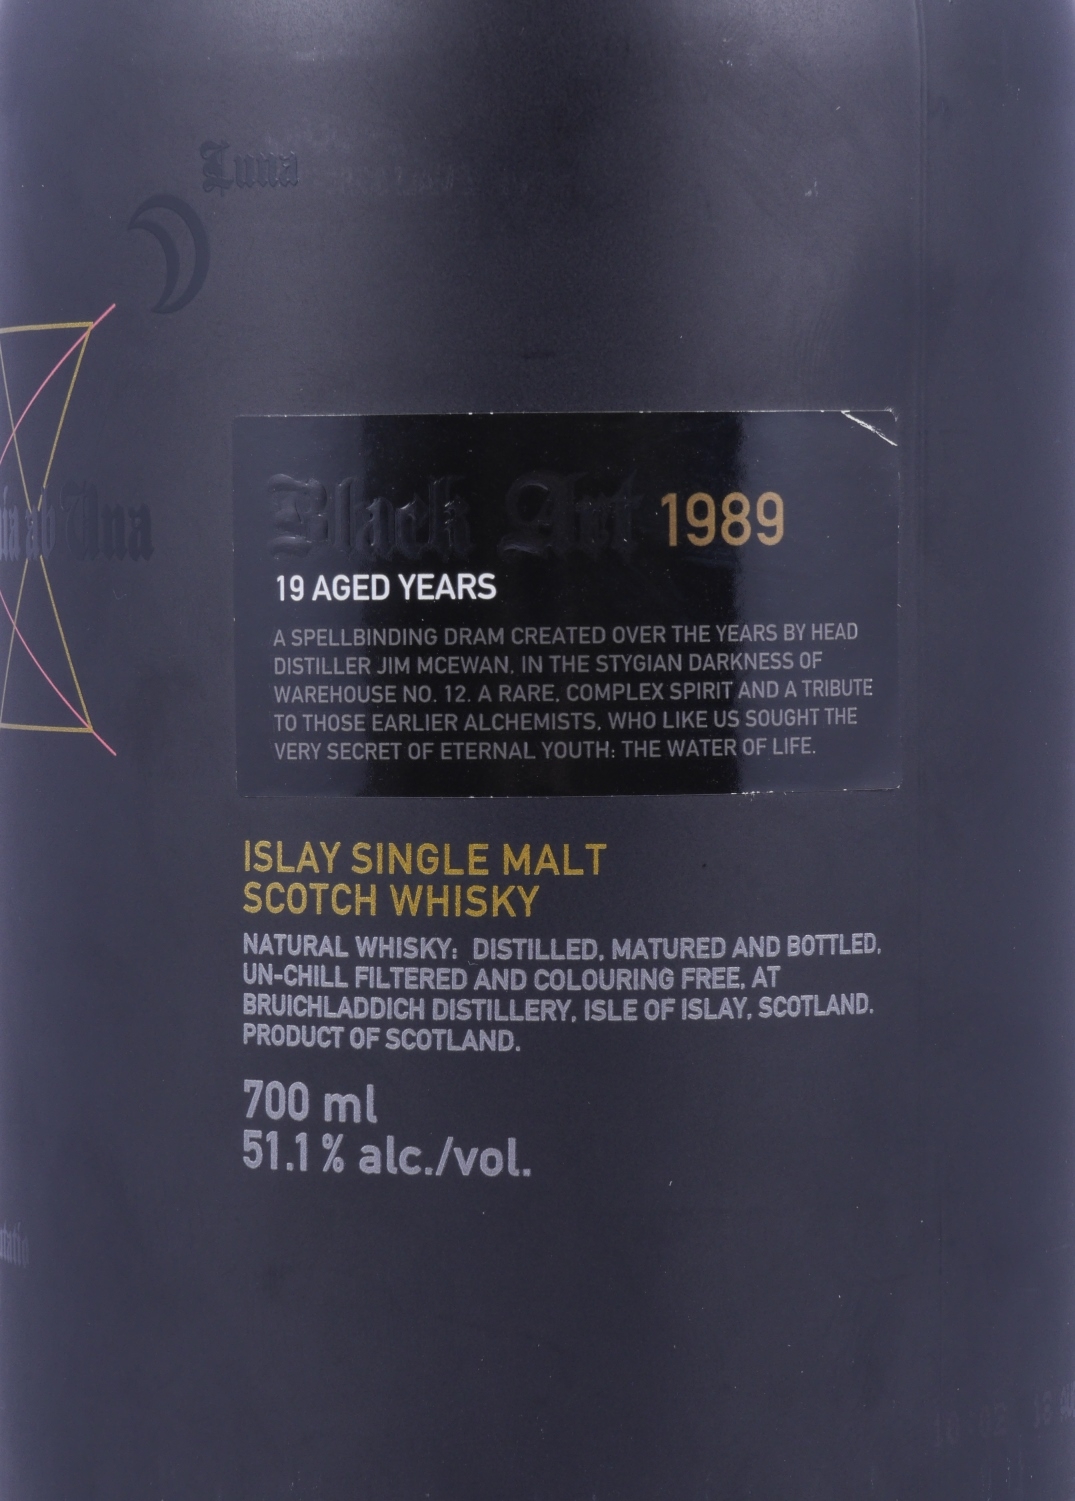 Luna
Black Art 1989
19 AGED YEARS
A SPELLBINDING DRAM CREATED OVER THE YEARS BY HEAD
DISTILLER JIM MCEWAN, IN THE STYGIAN DARKNESS OF
WAREHOUSE NO. 12. A RARE, COMPLEX SPIRIT AND A TRIBUTE
TO THOSE EARLIER ALCHEMISTS, WHO LIKE US SOUGHT THE
VERY SECRET OF ETERNAL YOUTH: THE WATER OF LIFE.
ISLAY SINGLE MALT
SCOTCH WHISKY
NATURAL WHISKY: DISTILLED, MATURED AND BOTTLED,
UN-CHILL FILTERED AND COLOURING FREE, AT
BRUICHLADDICH DISTILLERY, ISLE OF ISLAY, SCOTLAND.
PRODUCT OF SCOTLAND.
700 ml
51.1 % alc./vol.